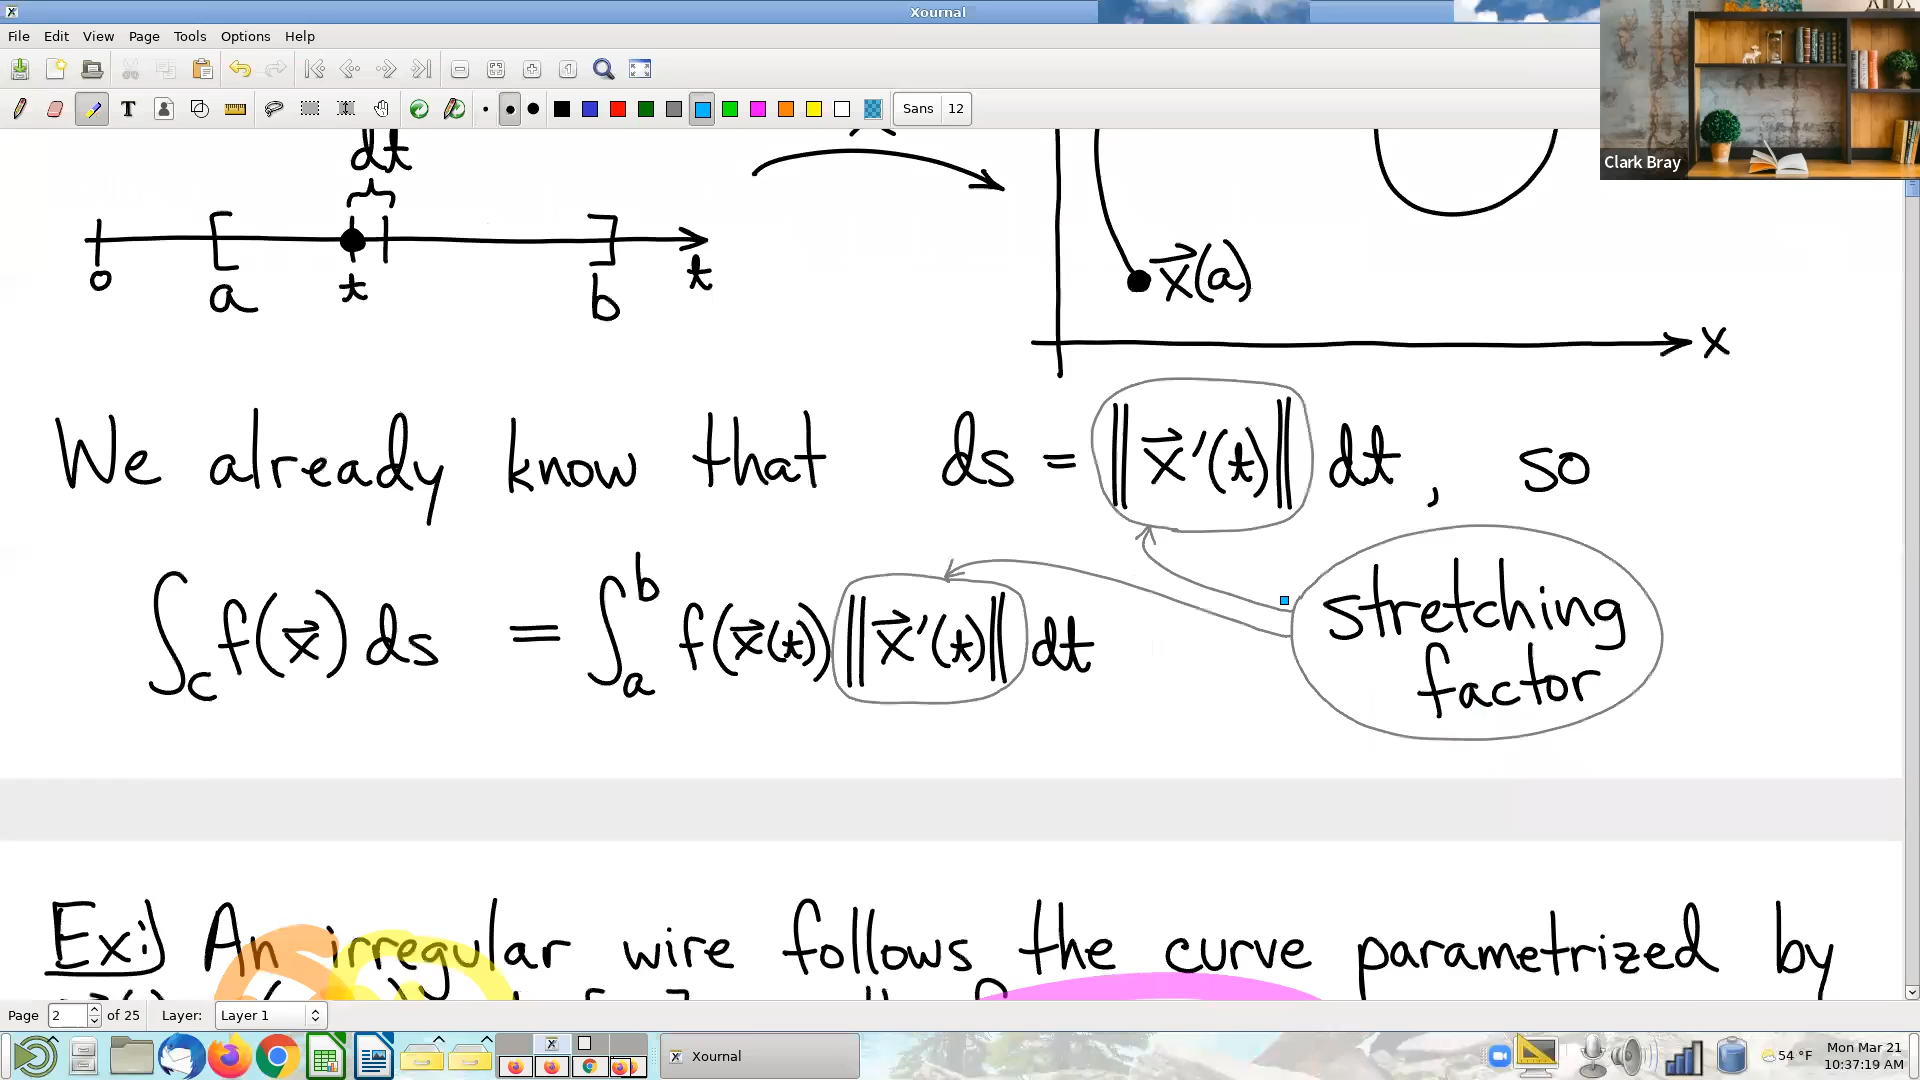 Xournal
File Edit View Page Tools Options Help
Sans 12
Clark Bray
dt
0 a t b t
x⃗(a)
x
We already know that ds = ||x⃗'(t)|| dt, so
∫_C f(x⃗) ds = ∫_a^b f(x⃗(t)) ||x⃗'(t)|| dt
stretching
factor
Ex: An irregular wire follows the curve parametrized by
Page 2 of 25 Layer: Layer 1
Xournal
54 °F
Mon Mar 21
10:37:19 AM